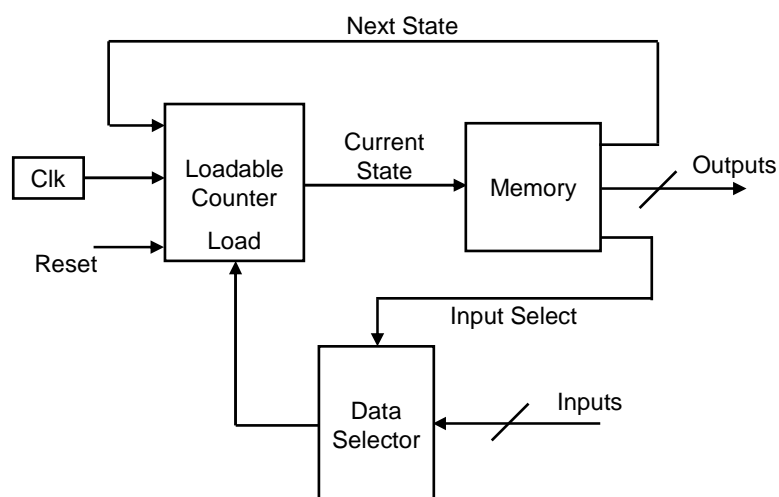 Next State
Clk
Loadable
Counter
Load
Reset
Current
State
Memory
Outputs
Input Select
Data
Selector
Inputs